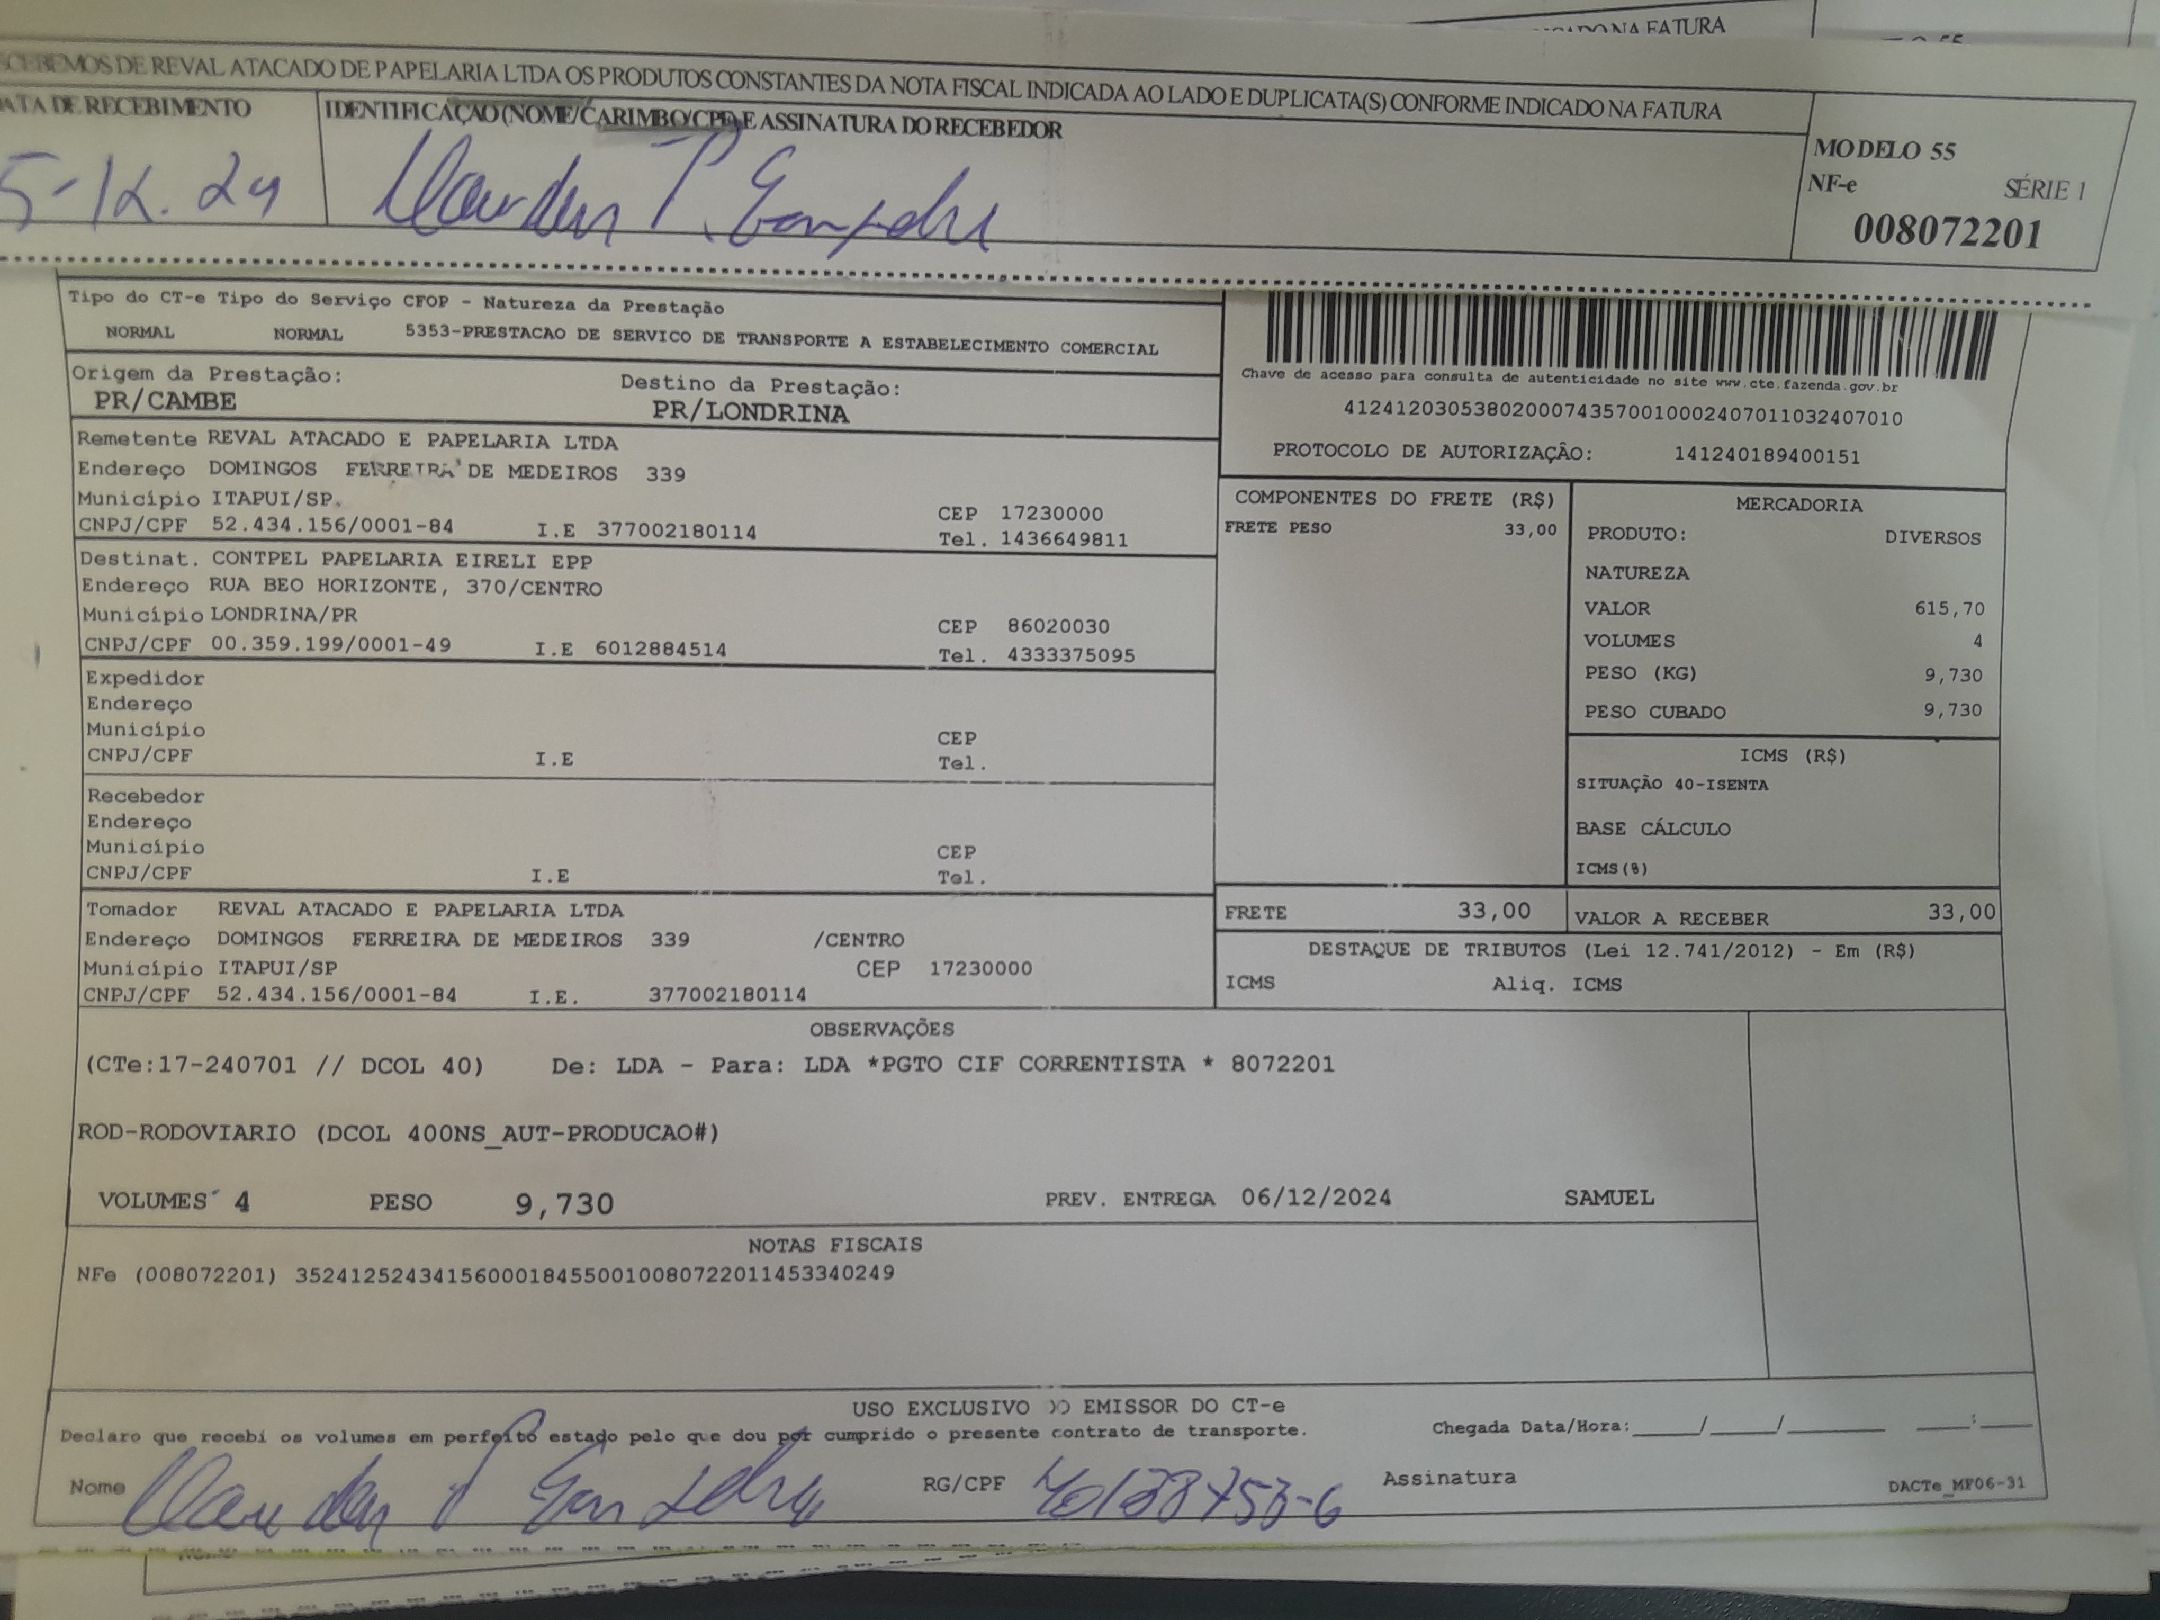 NA FATURA
CEBEMOS DE REVAL ATACADO DE PAPELARIA LTDA OS PRODUTOS CONSTANTES DA NOTA FISCAL INDICADA AO LADO E DUPLICATA(S) CONFORME INDICADO NA FATURA
ATA DE RECEBIMENTO
IDENTIFICAÇAO (NOME/CARIMBO/CPF) E ASSINATURA DO RECEBEDOR
5-12.24
MODELO 55
NF-e SÉRIE 1
008072201
Tipo do CT-e Tipo do Serviço CFOP - Natureza da Prestação
NORMAL NORMAL 5353-PRESTACAO DE SERVICO DE TRANSPORTE A ESTABELECIMENTO COMERCIAL
Chave de acesso para consulta de autenticidade no site www.cte.fazenda.gov.br
41241203053802000743570010002407011032407010
PROTOCOLO DE AUTORIZAÇÃO: 141240189400151
Origem da Prestação: Destino da Prestação:
PR/CAMBE PR/LONDRINA
Remetente REVAL ATACADO E PAPELARIA LTDA
Endereço DOMINGOS FERREIRA DE MEDEIROS 339
Município ITAPUI/SP. CEP 17230000
CNPJ/CPF 52.434.156/0001-84 I.E 377002180114 Tel. 1436649811
Destinat. CONTPEL PAPELARIA EIRELI EPP
Endereço RUA BEO HORIZONTE, 370/CENTRO
Município LONDRINA/PR CEP 86020030
CNPJ/CPF 00.359.199/0001-49 I.E 6012884514 Tel. 4333375095
Expedidor
Endereço
Município CEP
CNPJ/CPF I.E Tel.
Recebedor
Endereço
Município CEP
CNPJ/CPF I.E Tel.
Tomador REVAL ATACADO E PAPELARIA LTDA
Endereço DOMINGOS FERREIRA DE MEDEIROS 339 /CENTRO
Município ITAPUI/SP CEP 17230000
CNPJ/CPF 52.434.156/0001-84 I.E. 377002180114
COMPONENTES DO FRETE (R$)
FRETE PESO 33,00
MERCADORIA
PRODUTO: DIVERSOS
NATUREZA
VALOR 615,70
VOLUMES 4
PESO (KG) 9,730
PESO CUBADO 9,730
ICMS (R$)
SITUAÇÃO 40-ISENTA
BASE CÁLCULO
ICMS(%)
FRETE 33,00 VALOR A RECEBER 33,00
DESTAQUE DE TRIBUTOS (Lei 12.741/2012) - Em (R$)
ICMS Aliq. ICMS
OBSERVAÇÕES
(CTe:17-240701 // DCOL 40) De: LDA - Para: LDA *PGTO CIF CORRENTISTA * 8072201
ROD-RODOVIARIO (DCOL 400NS_AUT-PRODUCAO#)
VOLUMES 4 PESO 9,730 PREV. ENTREGA 06/12/2024 SAMUEL
NOTAS FISCAIS
NFe (008072201) 35241252434156000184550010080722011453340249
USO EXCLUSIVO DO EMISSOR DO CT-e
Declaro que recebi os volumes em perfeito estado pelo que dou por cumprido o presente contrato de transporte.
Chegada Data/Hora:____/____/______ ___:___
Nome RG/CPF Assinatura
DACTe_MF06-31